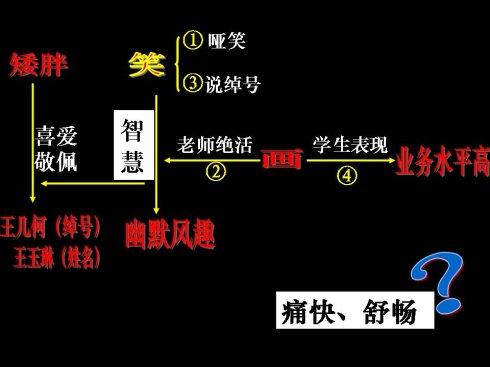 矮胖
笑
①哑笑
③说绰号
喜爱
敬佩
智慧
老师绝活
②
画
学生表现
④
业务水平高
王几何（绰号）
王玉琳（姓名）
幽默风趣
痛快、舒畅
?